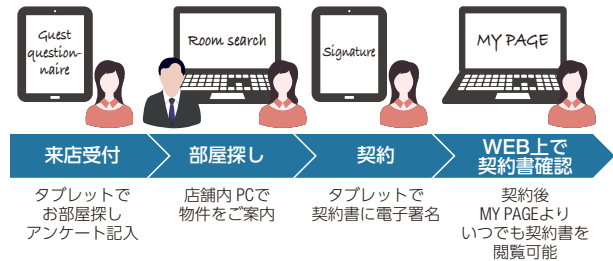 Guest
question-
naire
Room search
Signature
MY PAGE
来店受付
部屋探し
契約
WEB上で
契約書確認
タブレットで
お部屋探し
アンケート記入
店舗内PCで
物件をご案内
タブレットで
契約書に電子署名
契約後
MY PAGEより
いつでも契約書を
閲覧可能